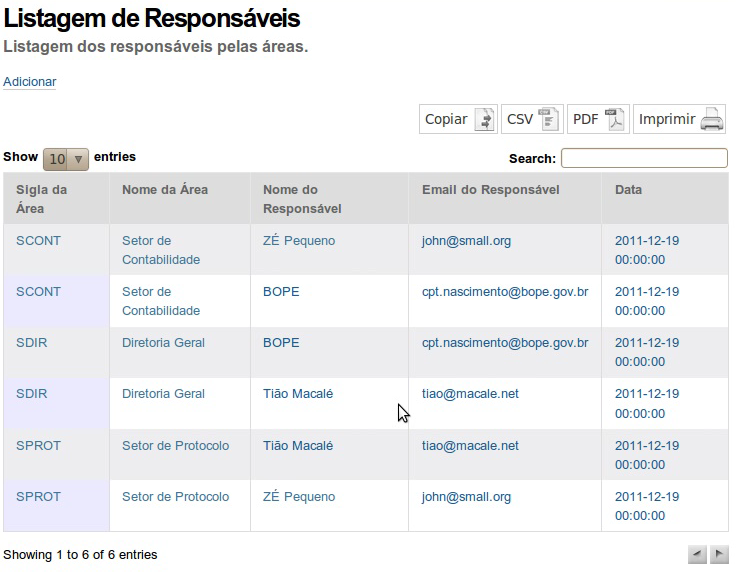 Listagem de Responsáveis
Listagem dos responsáveis pelas áreas.
Adicionar
Copiar CSV PDF Imprimir
Show 10 entries Search:
Sigla da Área Nome da Área Nome do Responsável Email do Responsável Data
SCONT Setor de Contabilidade ZÉ Pequeno john@small.org 2011-12-19 00:00:00
SCONT Setor de Contabilidade BOPE cpt.nascimento@bope.gov.br 2011-12-19 00:00:00
SDIR Diretoria Geral BOPE cpt.nascimento@bope.gov.br 2011-12-19 00:00:00
SDIR Diretoria Geral Tião Macalé tiao@macale.net 2011-12-19 00:00:00
SPROT Setor de Protocolo Tião Macalé tiao@macale.net 2011-12-19 00:00:00
SPROT Setor de Protocolo ZÉ Pequeno john@small.org 2011-12-19 00:00:00
Showing 1 to 6 of 6 entries